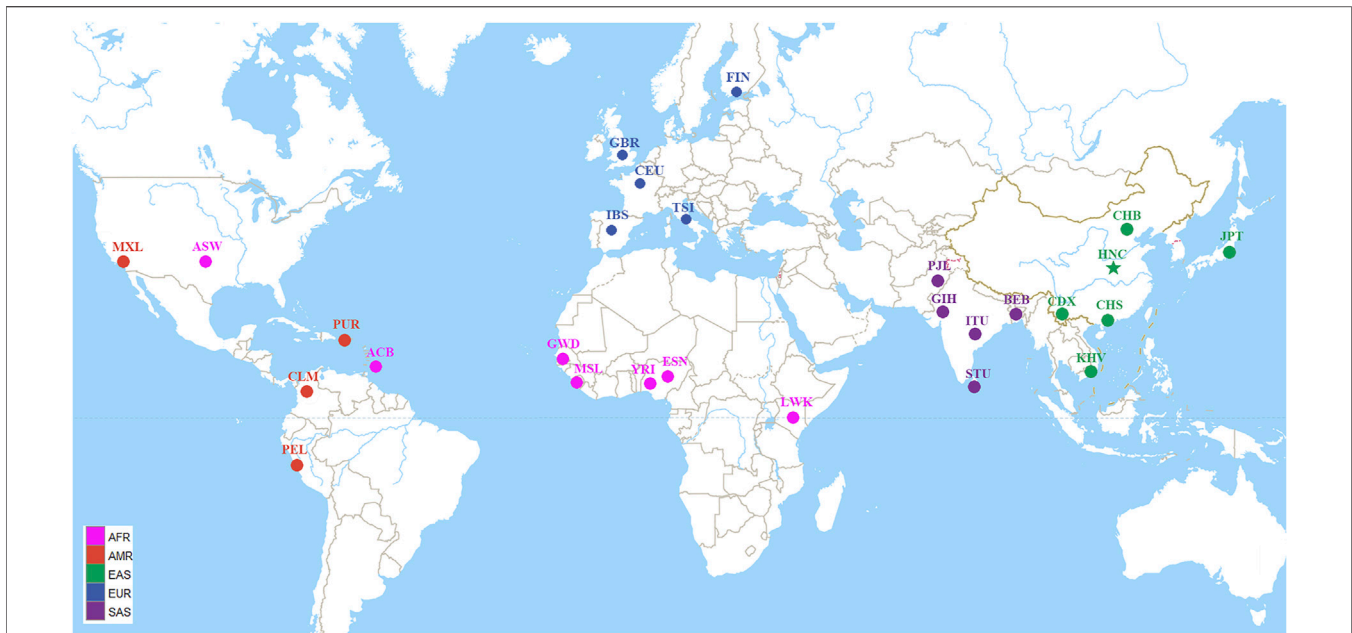 FIN
GBR
CEU
TSI
IBS
CHB
JPT
MXL
ASW
HNC
PJL
GIH
BEB
CDX
CHS
ITU
PUR
ACB
GWD
MSL
YRI
ESN
KHV
STU
CLM
LWK
PEL
AFR
AMR
EAS
EUR
SAS